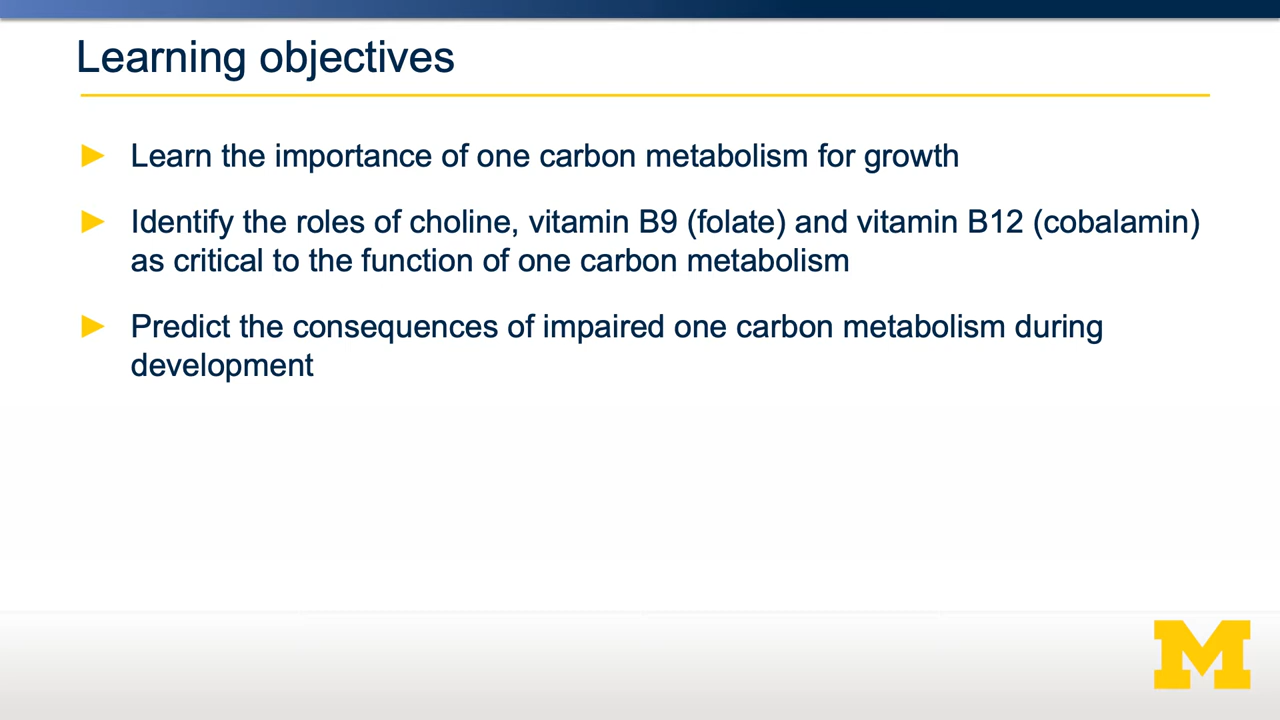 Learning objectives
Learn the importance of one carbon metabolism for growth
Identify the roles of choline, vitamin B9 (folate) and vitamin B12 (cobalamin)
as critical to the function of one carbon metabolism
Predict the consequences of impaired one carbon metabolism during
development
M